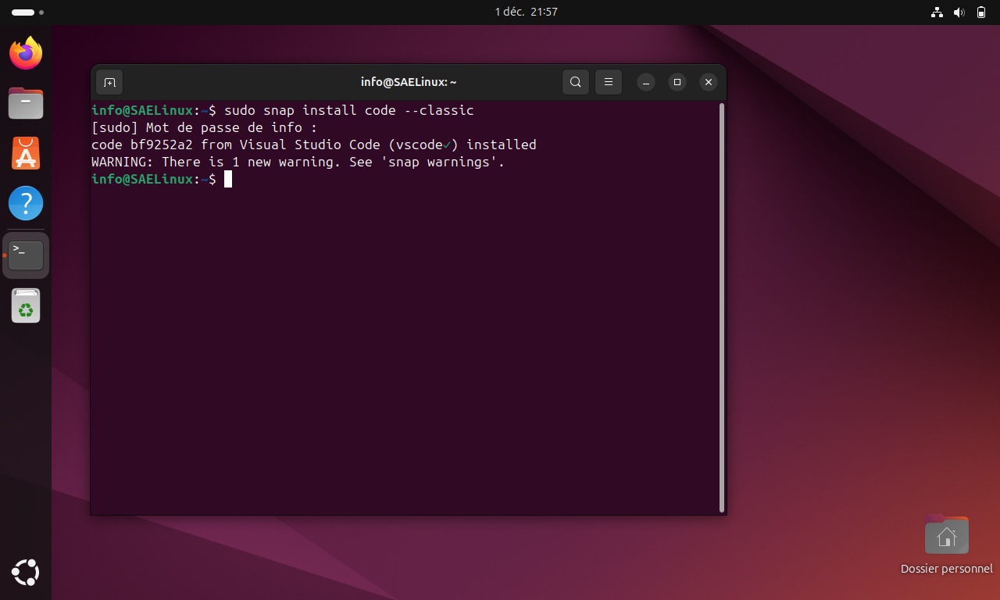 1 déc. 21:57
info@SAELinux: ~
info@SAELinux:~$ sudo snap install code --classic
[sudo] Mot de passe de info :
code bf9252a2 from Visual Studio Code (vscode✓) installed
WARNING: There is 1 new warning. See 'snap warnings'.
info@SAELinux:~$
Dossier personnel